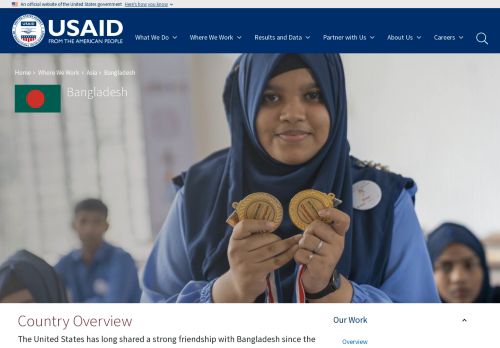 An official website of the United States government Here's how you know
USAID
FROM THE AMERICAN PEOPLE
What We Do Where We Work Results and Data Partner with Us About Us Careers
Home › Where We Work › Asia › Bangladesh
Bangladesh
Country Overview
The United States has long shared a strong friendship with Bangladesh since the
Our Work
Overview